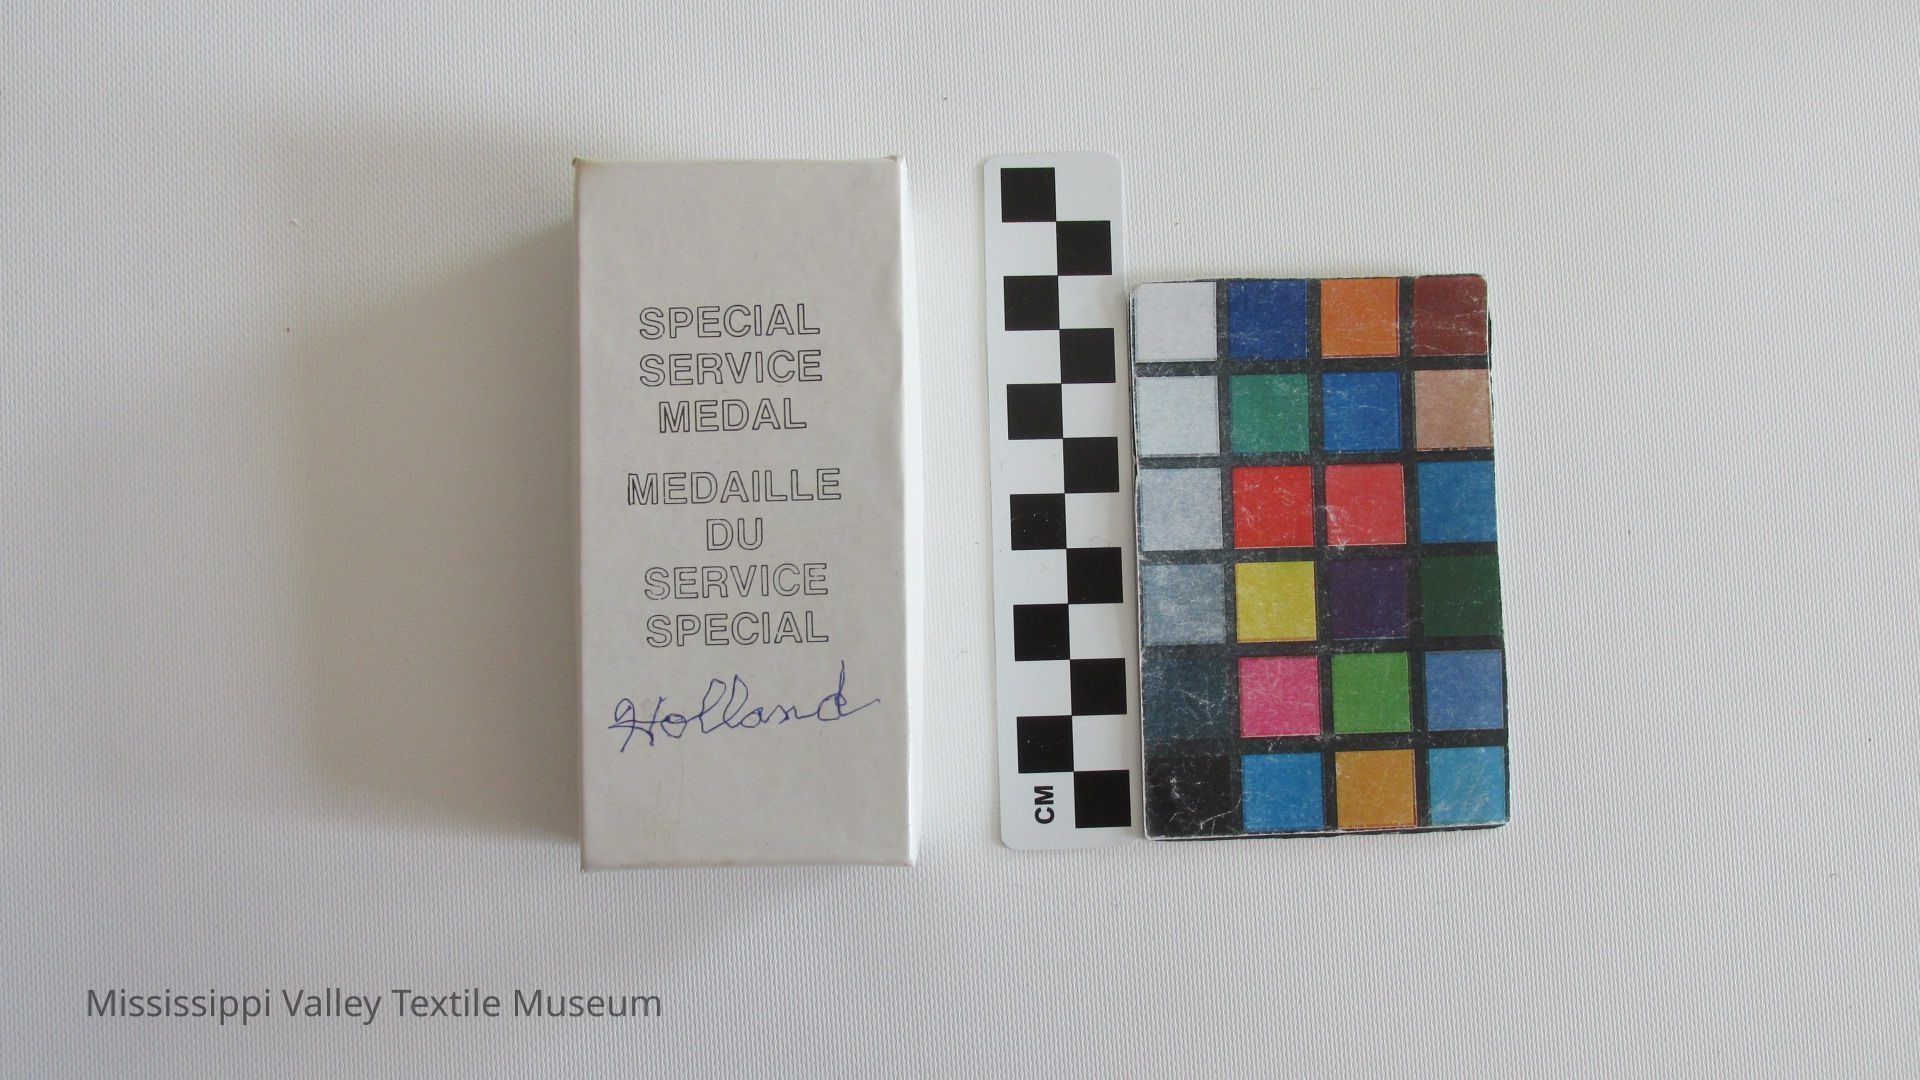 SPECIAL
SERVICE
MEDAL
MEDAILLE
DU
SERVICE
SPECIAL
Holland
CM
Mississippi Valley Textile Museum